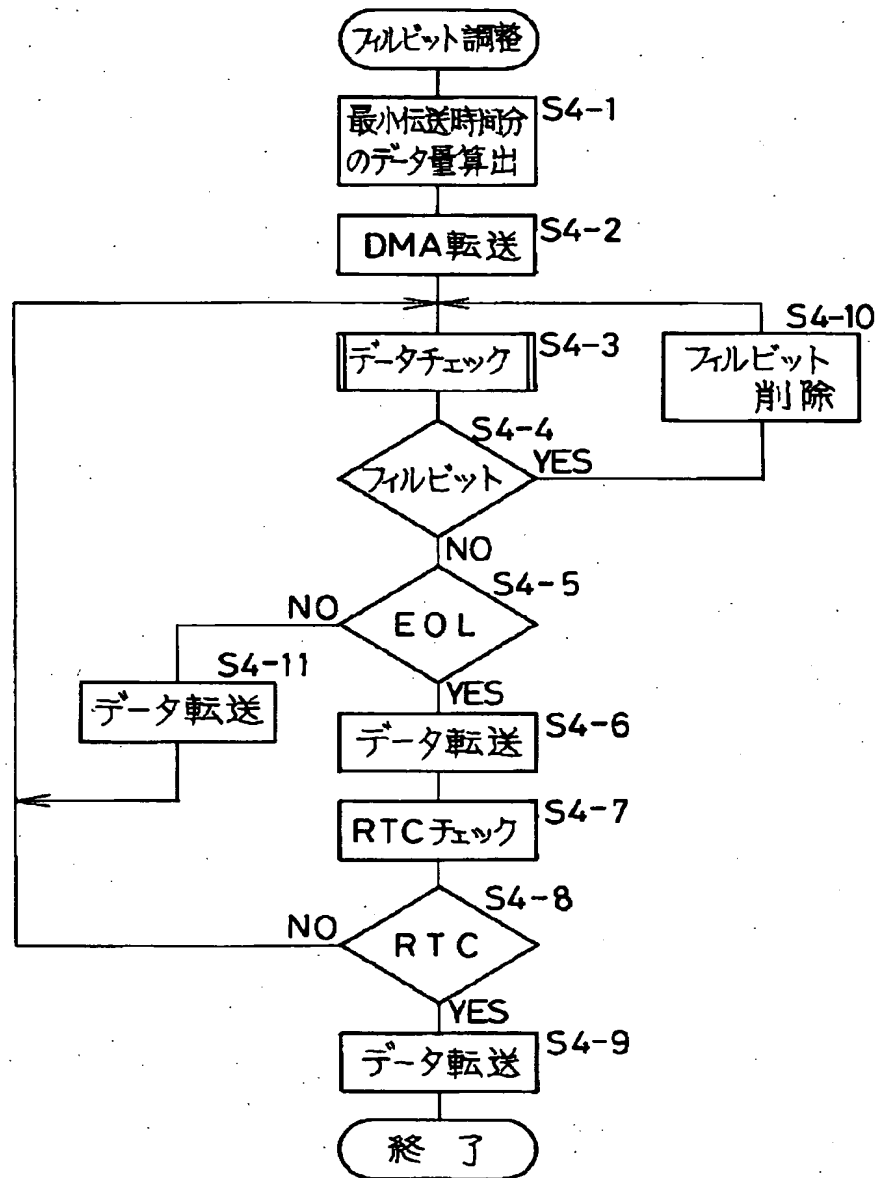 フィルビット調整
S4-1
最小伝送時間分
のデータ量算出
S4-2
DMA転送
S4-10
S4-3
データチェック
フィルビット
削除
S4-4
YES
フィルビット
NO
S4-5
NO
EOL
S4-11
YES
データ転送
S4-6
データ転送
S4-7
RTCチェック
S4-8
NO
RTC
YES
S4-9
データ転送
終了